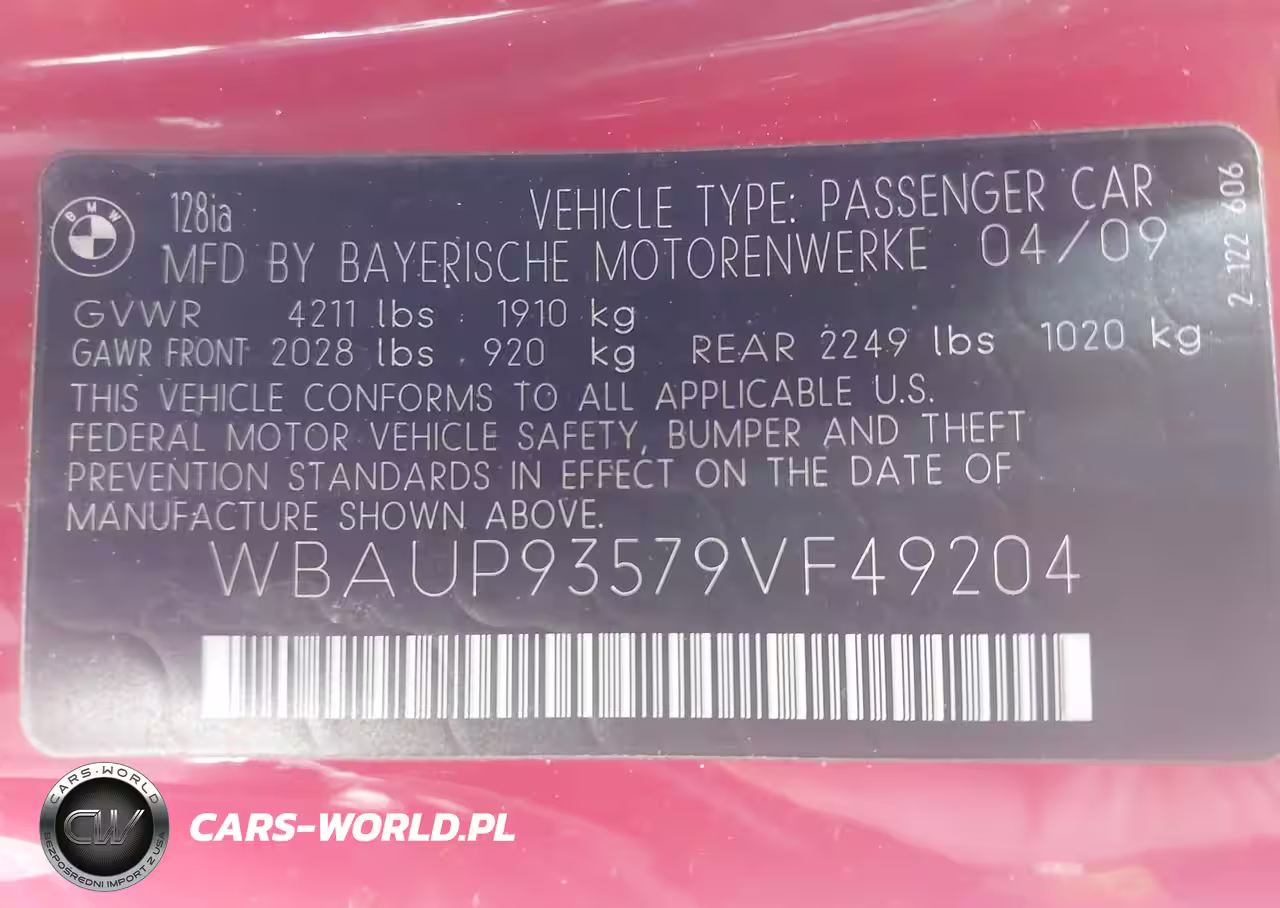 BMW
128ia
VEHICLE TYPE: PASSENGER CAR
MFD BY BAYERISCHE MOTORENWERKE 04/09
GVWR 4211 lbs 1910 kg
GAWR FRONT 2028 lbs 920 kg REAR 2249 lbs 1020 kg
THIS VEHICLE CONFORMS TO ALL APPLICABLE U.S.
FEDERAL MOTOR VEHICLE SAFETY, BUMPER AND THEFT
PREVENTION STANDARDS IN EFFECT ON THE DATE OF
MANUFACTURE SHOWN ABOVE.
WBAUP93579VF49204
2 122 606
CARS-WORLD
CW
BEZPOŚREDNI IMPORT Z USA
CARS-WORLD.PL